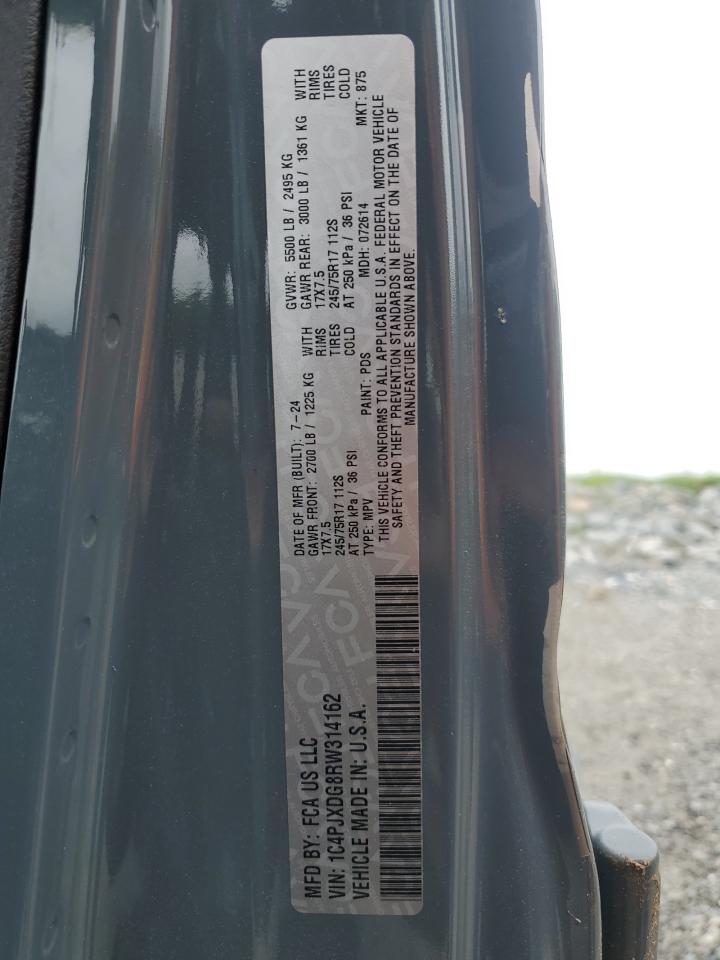 MFD BY: FCA US LLC
VIN: 1C4PJXDG8RW314162
VEHICLE MADE IN: U.S.A.
DATE OF MFR (BUILT): 7-24
GAWR FRONT: 2700 LB / 1225 KG WITH
17X7.5 RIMS
245/75R17 112S TIRES
AT 250 kPa / 36 PSI COLD
TYPE: MPV PAINT: PDS
GVWR: 5500 LB / 2495 KG
GAWR REAR: 3000 LB / 1361 KG WITH
17X7.5 RIMS
245/75R17 112S TIRES
AT 250 kPa / 36 PSI COLD
MDH: 072614 MKT: 875
THIS VEHICLE CONFORMS TO ALL APPLICABLE U.S.A. FEDERAL MOTOR VEHICLE
SAFETY AND THEFT PREVENTION STANDARDS IN EFFECT ON THE DATE OF
MANUFACTURE SHOWN ABOVE.